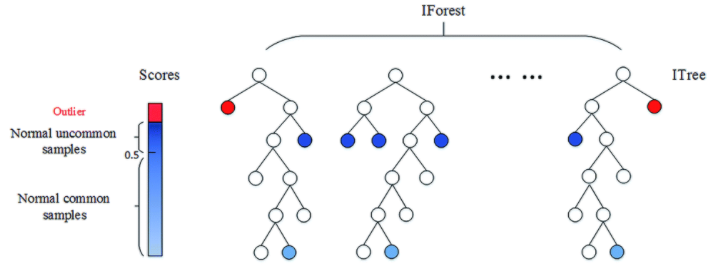 IForest
Scores
... ...
ITree
Outlier
Normal uncommon
samples
0.5
Normal common
samples